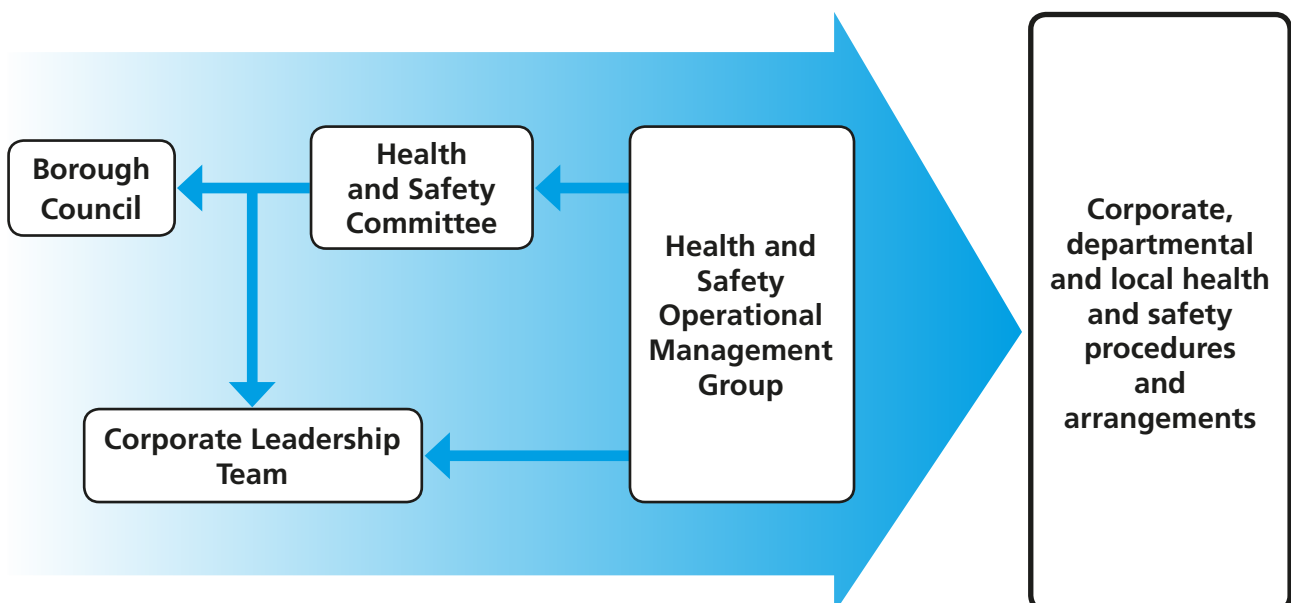 Borough
Council
Health
and Safety
Committee
Health and
Safety
Operational
Management
Group
Corporate Leadership
Team
Corporate,
departmental
and local health
and safety
procedures
and
arrangements